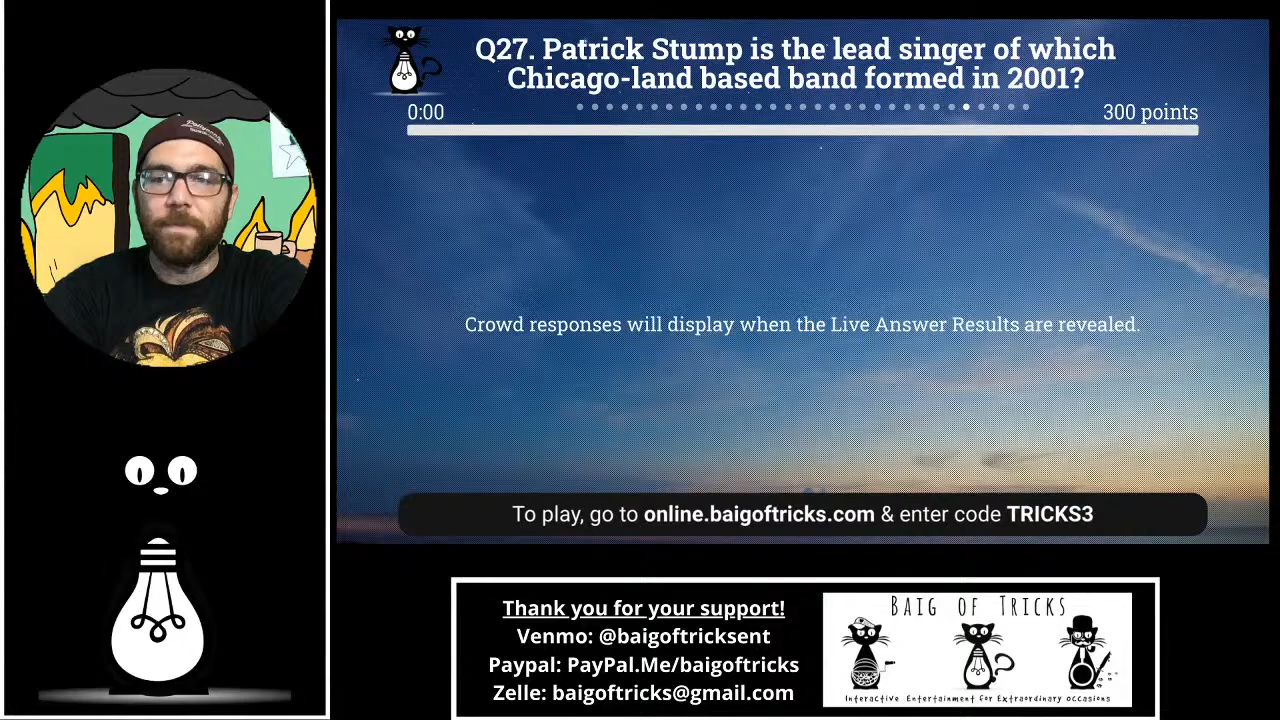 Q27. Patrick Stump is the lead singer of which
Chicago-land based band formed in 2001?
0:00
300 points
Crowd responses will display when the Live Answer Results are revealed.
To play, go to online.baigoftricks.com & enter code TRICKS3
Thank you for your support!
Venmo: @baigoftricksent
Paypal: PayPal.Me/baigoftricks
Zelle: baigoftricks@gmail.com
BAIG OF TRICKS
Interactive Entertainment for Extraordinary occasions